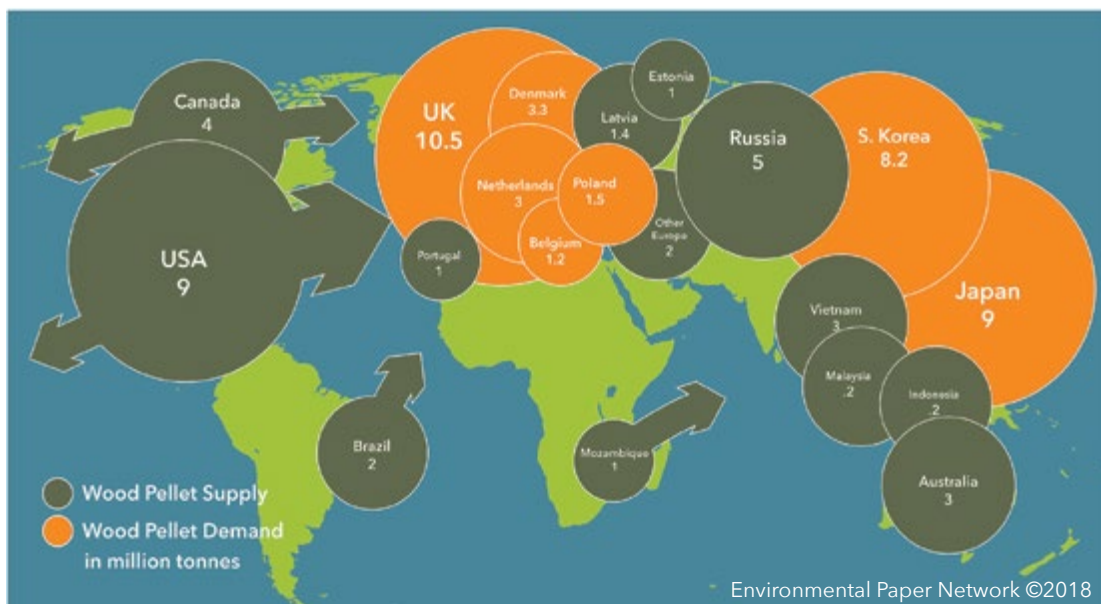 Canada
4
USA
9
UK
10.5
Denmark
3.3
Netherlands
3
Belgium
1.2
Poland
1.5
Portugal
1
Latvia
1.4
Estonia
1
Other
Europe
2
Russia
5
S. Korea
8.2
Japan
9
Vietnam
3
Malaysia
.2
Indonesia
.2
Australia
3
Brazil
2
Mozambique
1
Wood Pellet Supply
Wood Pellet Demand
in million tonnes
Environmental Paper Network ©2018